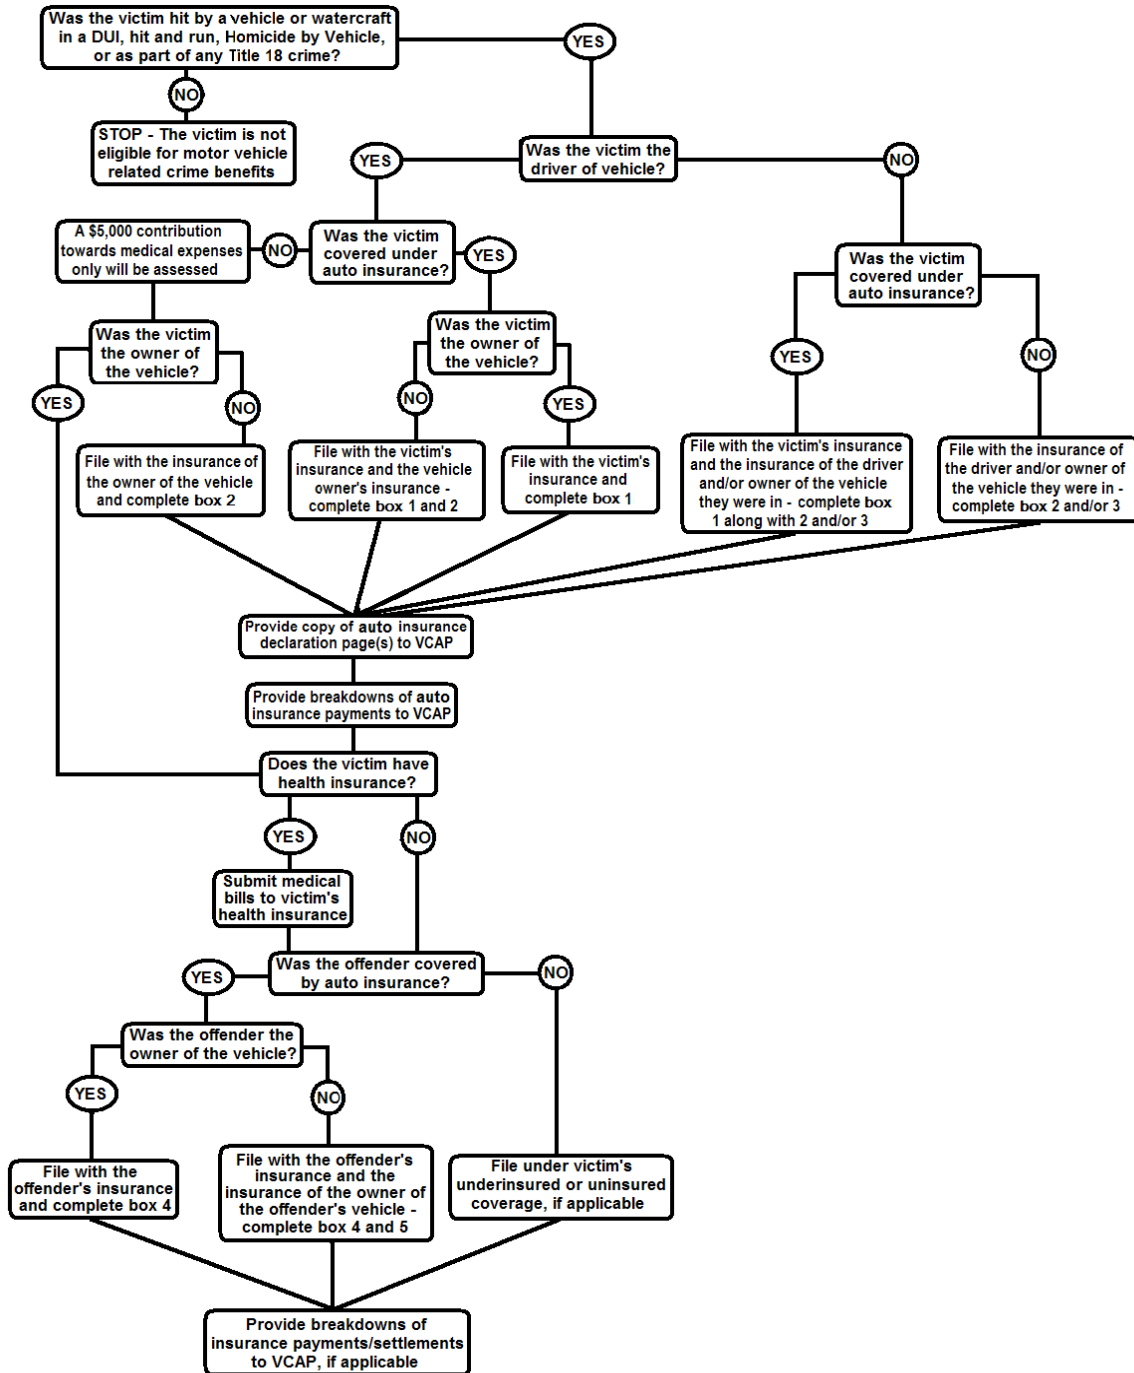 Was the victim hit by a vehicle or watercraft
in a DUI, hit and run, Homicide by Vehicle,
or as part of any Title 18 crime?
YES
NO
STOP - The victim is not
eligible for motor vehicle
related crime benefits
Was the victim the
driver of vehicle?
YES
NO
A $5,000 contribution
towards medical expenses
only will be assessed
NO
Was the victim
covered under
auto insurance?
YES
Was the victim
covered under
auto insurance?
Was the victim
the owner of
the vehicle?
Was the victim
the owner of
the vehicle?
YES
NO
YES
NO
NO
YES
File with the insurance of
the owner of the vehicle
and complete box 2
File with the victim's
insurance and the vehicle
owner's insurance -
complete box 1 and 2
File with the victim's
insurance and
complete box 1
File with the victim's insurance
and the insurance of the driver
and/or owner of the vehicle
they were in - complete box
1 along with 2 and/or 3
File with the insurance of
the driver and/or owner of
the vehicle they were in -
complete box 2 and/or 3
Provide copy of auto insurance
declaration page(s) to VCAP
Provide breakdowns of auto
insurance payments to VCAP
Does the victim have
health insurance?
YES
NO
Submit medical
bills to victim's
health insurance
Was the offender covered
by auto insurance?
YES
NO
Was the offender the
owner of the vehicle?
YES
NO
File with the
offender's insurance
and complete box 4
File with the offender's
insurance and the
insurance of the owner of
the offender's vehicle -
complete box 4 and 5
File under victim's
underinsured or uninsured
coverage, if applicable
Provide breakdowns of
insurance payments/settlements
to VCAP, if applicable